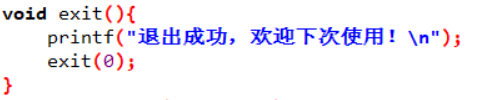 void exit(){
    printf("退出成功，欢迎下次使用！\n");
    exit(0);
}